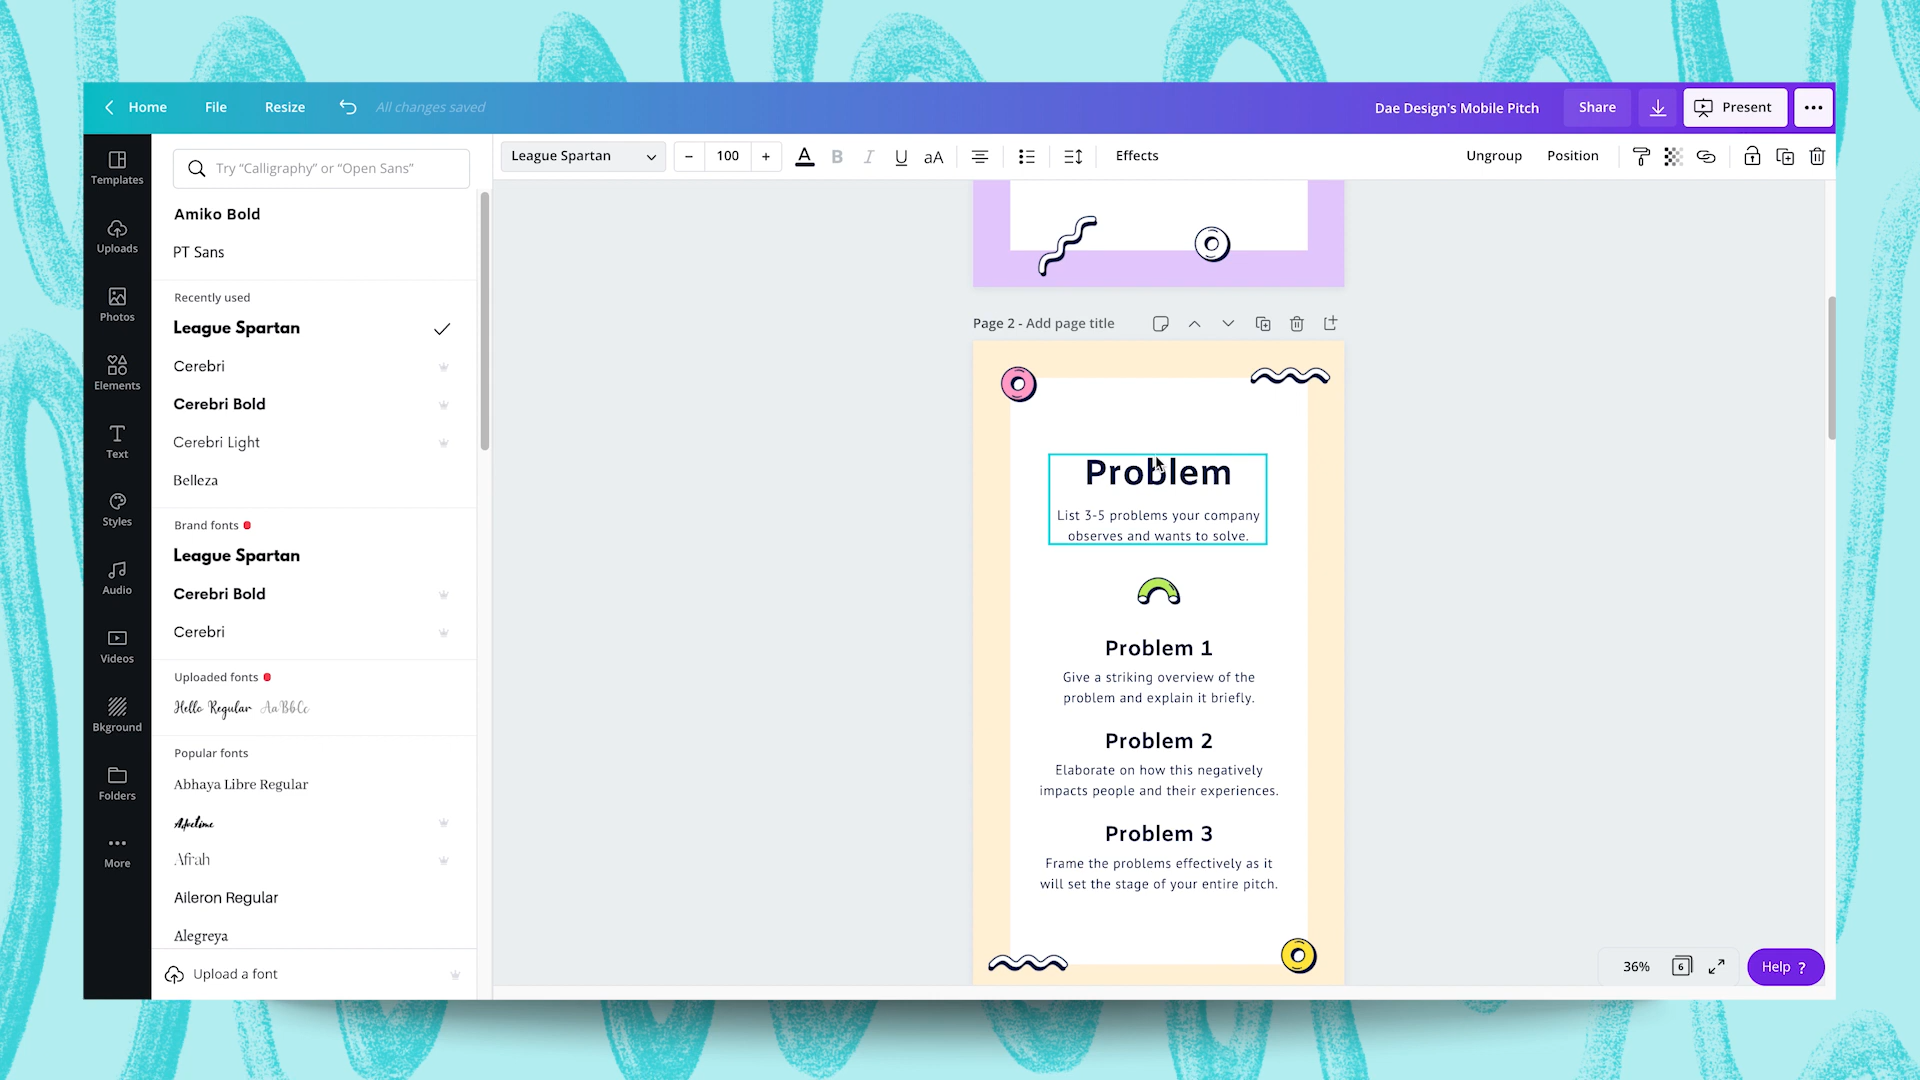 Home File Resize All changes saved Dae Design's Mobile Pitch Share Present
Templates
Uploads
Photos
Elements
Text
Styles
Audio
Videos
Bkground
Folders
More
Try “Calligraphy” or “Open Sans”
Amiko Bold
PT Sans
Recently used
League Spartan
Cerebri
Cerebri Bold
Cerebri Light
Belleza
Brand fonts
League Spartan
Cerebri Bold
Cerebri
Uploaded fonts
Hello Regular AaBbCc
Popular fonts
Abhaya Libre Regular
Afrah
Aileron Regular
Alegreya
Upload a font
League Spartan – 100 + A B I U aA Effects Ungroup Position
Page 2 - Add page title
Problem
List 3-5 problems your company
observes and wants to solve.
Problem 1
Give a striking overview of the
problem and explain it briefly.
Problem 2
Elaborate on how this negatively
impacts people and their experiences.
Problem 3
Frame the problems effectively as it
will set the stage of your entire pitch.
36% 6 Help ?